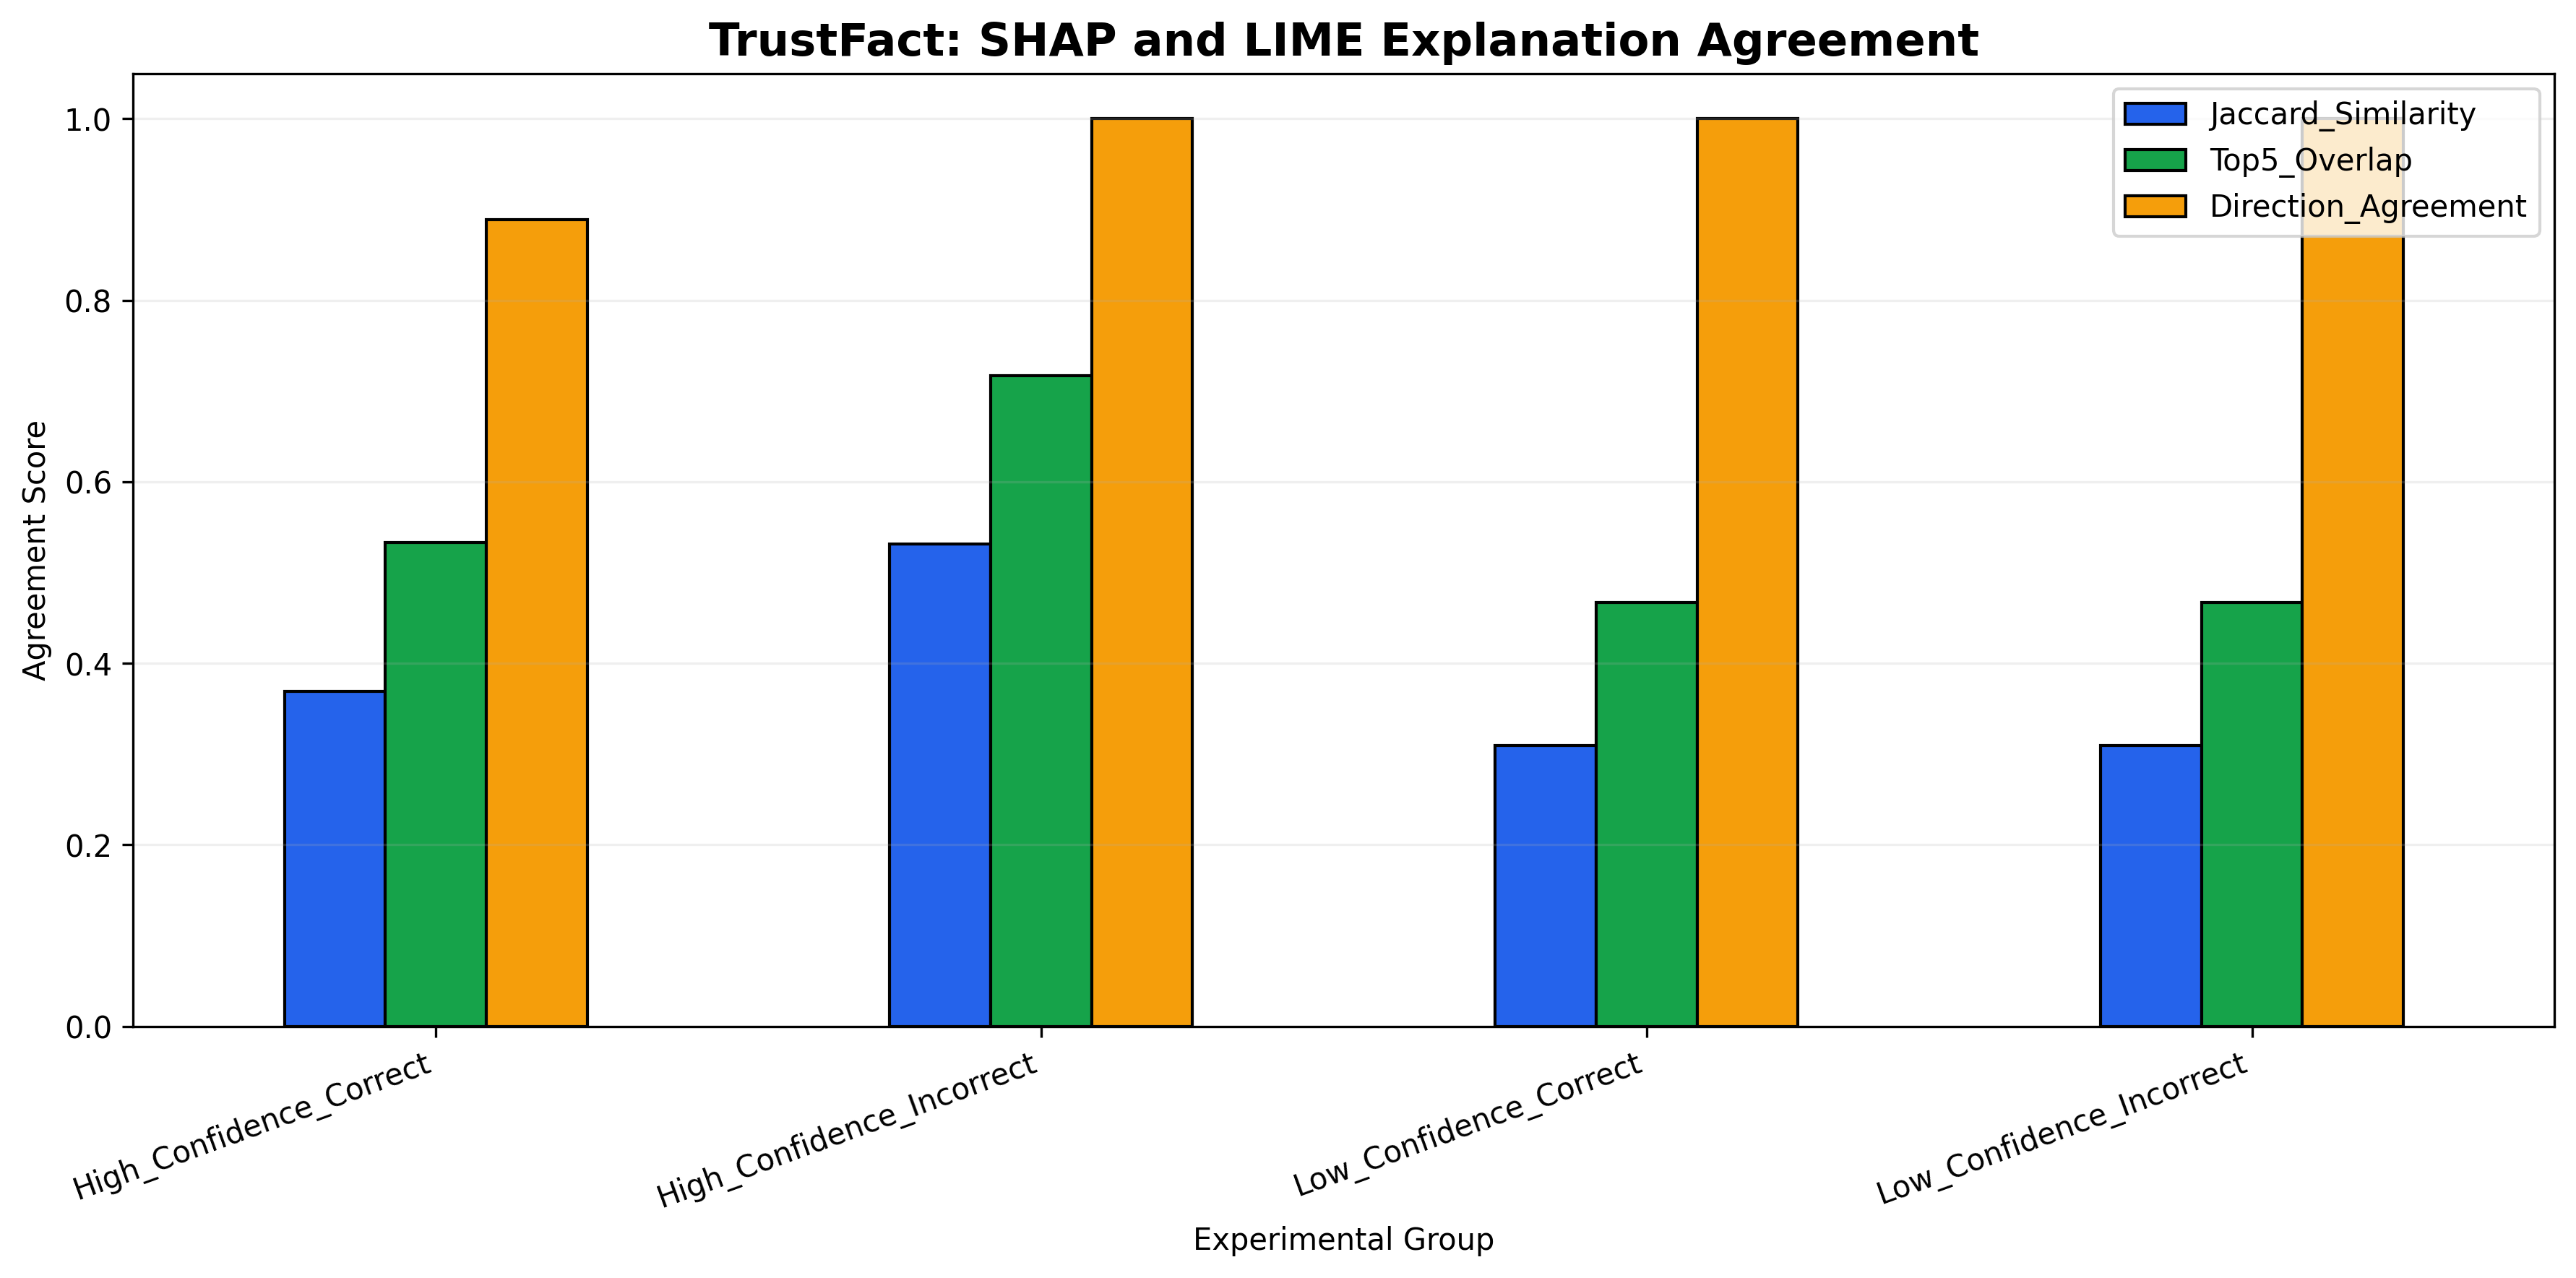 TrustFact: SHAP and LIME Explanation Agreement
Jaccard_Similarity
Top5_Overlap
Direction_Agreement
Agreement Score
1.0
0.8
0.6
0.4
0.2
0.0
High_Confidence_Correct
High_Confidence_Incorrect
Low_Confidence_Correct
Low_Confidence_Incorrect
Experimental Group